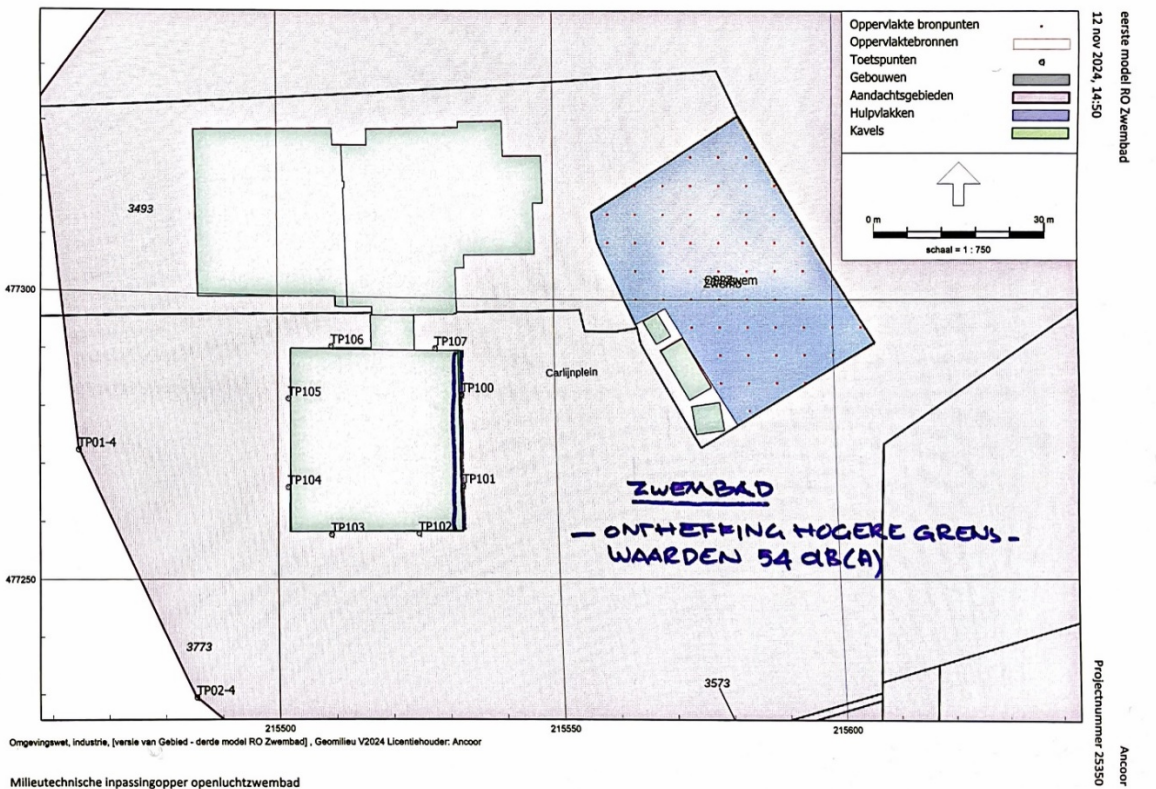 Oppervlakte bronpunten
Oppervlaktebronnen
Toetspunten
Gebouwen
Aandachtsgebieden
Hulpvlakken
Kavels
0 m
30 m
schaal = 1 : 750
eerste model RO Zwembad
12 nov 2024, 14:50
3493
477300
TP106
TP107
TP105
TP100
Carlijnplein
TP01-4
TP104
TP101
TP103
TP102
ZWEMBAD
- ONTHEFFING HOGERE GRENS-
WAARDEN 54 dB(A)
477250
3773
TP02-4
3573
215500
215550
215600
Ancoor
Projectnummer 25350
Omgevingswet, industrie, [versie van Gebied - derde model RO Zwembad] , Geomilieu V2024 Licentiehouder: Ancoor
Milieutechnische inpassingopper openluchtzwembad